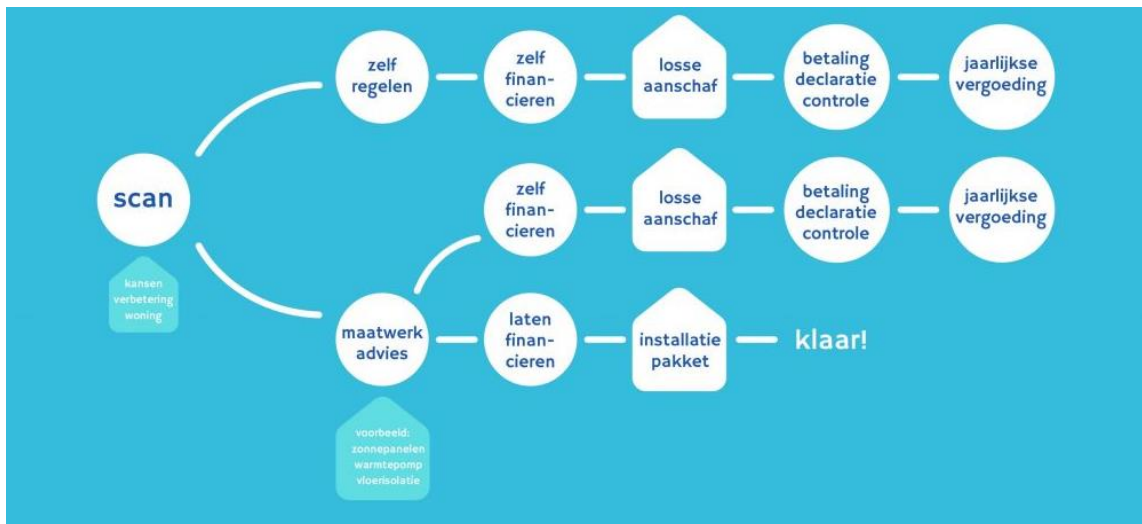 zelf
regelen
zelf
finan-
cieren
losse
aanschaf
betaling
declaratie
controle
jaarlijkse
vergoeding
scan
kansen
verbetering
woning
zelf
finan-
cieren
losse
aanschaf
betaling
declaratie
controle
jaarlijkse
vergoeding
maatwerk
advies
voorbeeld:
zonnepanelen
warmtepomp
vloerisolatie
laten
finan-
cieren
installatie
pakket
klaar!